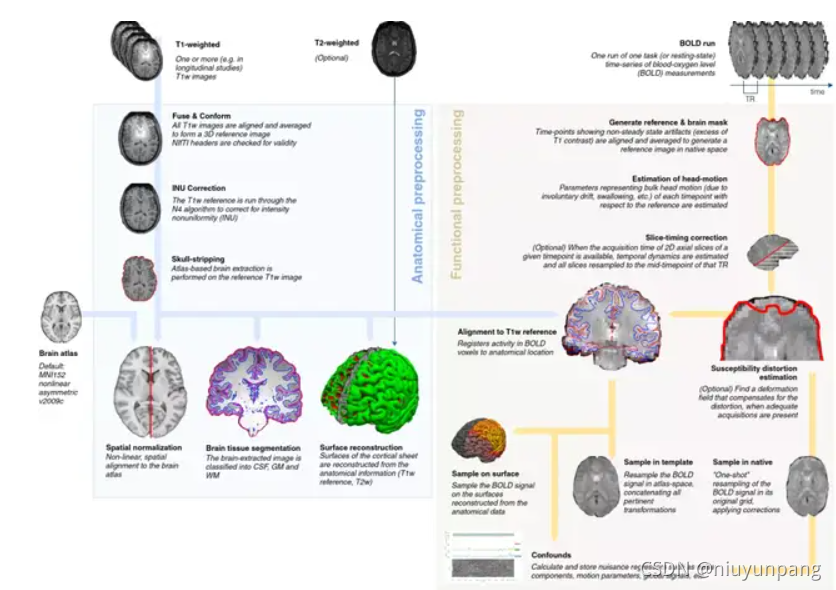 T1-weighted
One or more (e.g. in
longitudinal studies)
T1w images
T2-weighted
(Optional)
BOLD run
One run of one task (or resting-state)
time-series of blood-oxygen level
(BOLD) measurements
TR
time
Anatomical preprocessing
Fuse & Conform
All T1w images are aligned and averaged
to form a 3D reference image
NIfTI headers are checked for validity
INU Correction
The T1w reference is run through the
N4 algorithm to correct for intensity
nonuniformity (INU)
Skull-stripping
Atlas-based brain extraction is
performed on the reference T1w image
Brain atlas
Default:
MNI152
nonlinear
asymmetric
v2009c
Spatial normalization
Non-linear, spatial
alignment to the brain
atlas
Brain tissue segmentation
The brain-extracted image is
classified into CSF, GM and
WM
Surface reconstruction
Surfaces of the cortical sheet
are reconstructed from the
anatomical information (T1w
reference, T2w)
Functional preprocessing
Generate reference & brain mask
Time-points showing non-steady state artifacts (excess of
T1 contrast) are aligned and averaged to generate a
reference image in native space
Estimation of head-motion
Parameters representing bulk head motion (due to
involuntary drift, swallowing, etc.) of each timepoint with
respect to the reference are estimated
Slice-timing correction
(Optional) When the acquisition time of 2D axial slices of a
given timepoint is available, temporal dynamics are estimated
and all slices resampled to the mid-timepoint of that TR
Alignment to T1w reference
Registers activity in BOLD
voxels to anatomical location
Susceptibility distortion
estimation
(Optional) Find a deformation
field that compensates for the
distortion, when adequate
acquisitions are present
Sample on surface
Sample the BOLD signal
on the surfaces
reconstructed from the
anatomical data
Sample in template
Resample the BOLD
signal in atlas-space,
concatenating all
pertinent
transformations
Sample in native
"One-shot"
resampling of the
BOLD signal in its
original grid,
applying corrections
Confounds
Calculate and store nuisance
components, motion parameters,
CSDN @niuyunpang